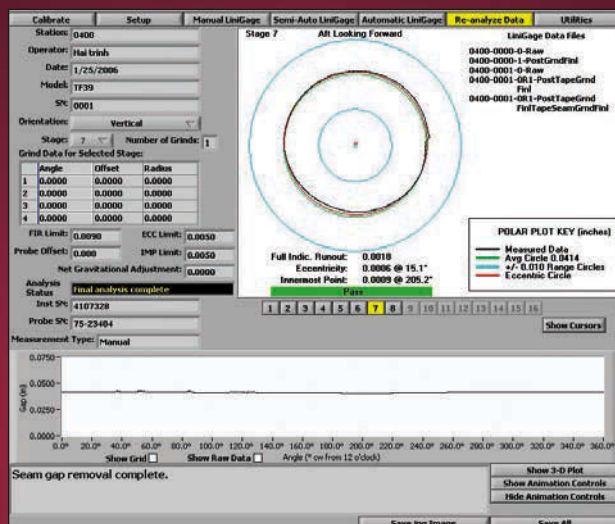 Calibrate Setup Manual LiniGage Semi-Auto LiniGage Automatic LiniGage Re-analyze Data Utilities
Station: 0400
Operator: Hai trinh
Date: 1/25/2006
Model: TF39
SN: 0001
Orientation: Vertical
Stage: 7 Number of Grinds: 1
Grind Data for Selected Stage:
Angle Offset Radius
1 0.0000 0.0000 0.0000
2 0.0000 0.0000 0.0000
3 0.0000 0.0000 0.0000
4 0.0000 0.0000 0.0000
FIR Limit: 0.0090 ECC Limit: 0.0050
Probe Offset: 0.000 IMP Limit: 0.0050
Net Gravitational Adjustment: 0.0000
Analysis Status Final analysis complete
Inst SN: 4107328
Probe SN: 75-23404
Measurement Type: Manual
Stage 7 Aft Looking Forward
Full Indic. Runout: 0.0018
Eccentricity: 0.0006 @ 15.1°
Innermost Point: 0.0009 @ 205.2°
Pass
1 2 3 4 5 6 7 8 9 10 11 12 13 14 15 16
LiniGage Data Files
0400-0000-0-Raw
0400-0000-1-PostGrndFinl
0400-0001-0-Raw
0400-0001-0R1-PostTapeGrnd
Finl
0400-0001-0R1-PostTapeGrnd
FinlTapeSeamGrndFinl
POLAR PLOT KEY (inches)
Measured Data
Avg Circle 0.0414
+/- 0.010 Range Circles
Eccentric Circle
Show Cursors
Gap (in)
0.0750
0.0500
0.0250
0.0000
0.0° 20.0° 40.0° 60.0° 80.0° 100.0° 120.0° 140.0° 160.0° 180.0° 200.0° 220.0° 240.0° 260.0° 280.0° 300.0° 320.0° 340.0° 360.0°
Show Grid Show Raw Data Angle (° cw from 12 o'clock)
Seam gap removal complete.
Show 3-D Plot
Show Animation Controls
Hide Animation Controls
Save Jpg Image Save All